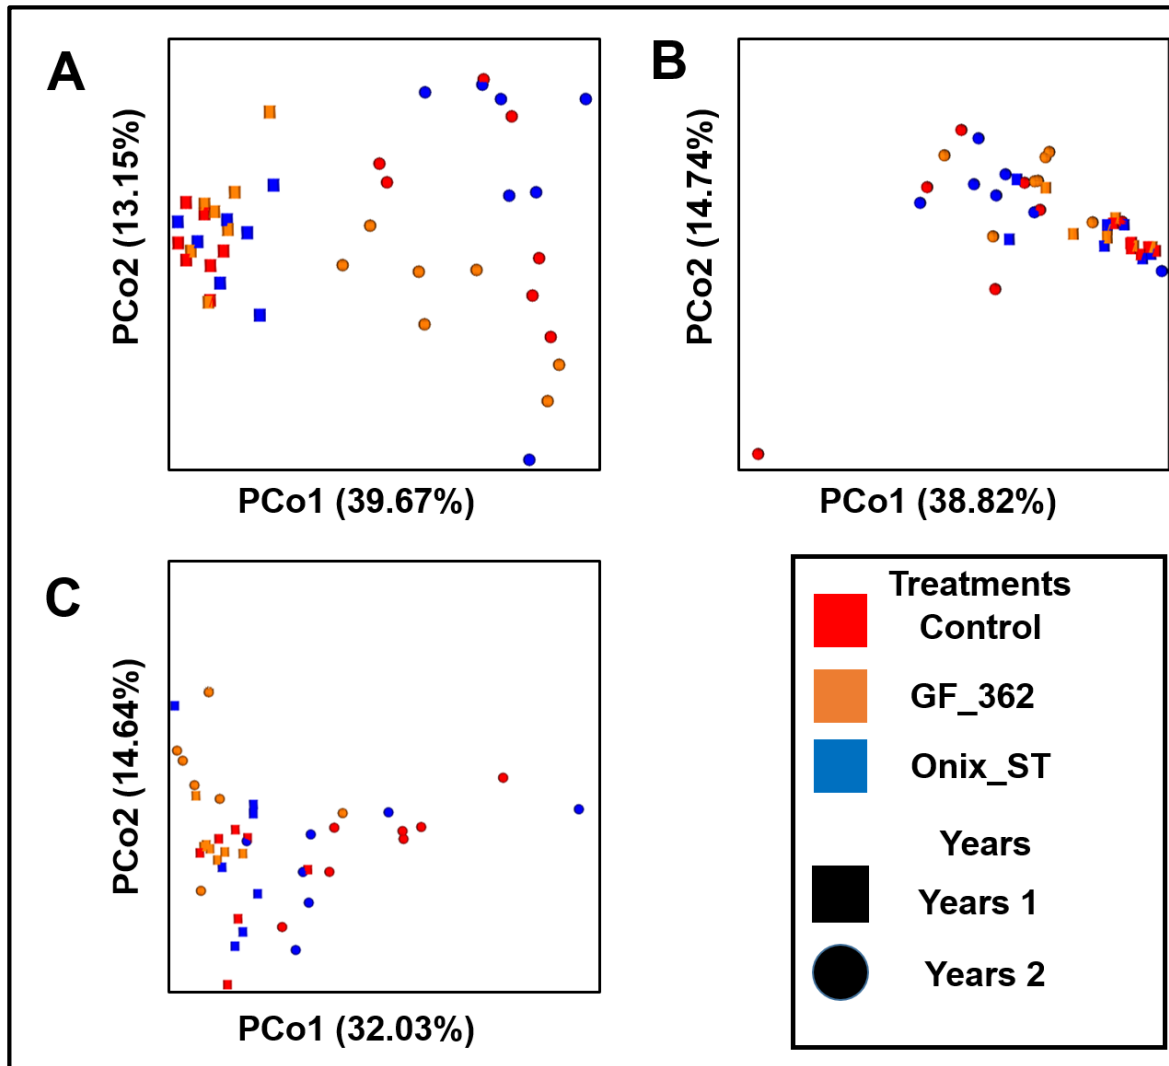 A
PCo2 (13.15%)
PCo1 (39.67%)
B
PCo2 (14.74%)
PCo1 (38.82%)
C
PCo2 (14.64%)
PCo1 (32.03%)
Treatments
Control
GF_362
Onix_ST
Years
Years 1
Years 2